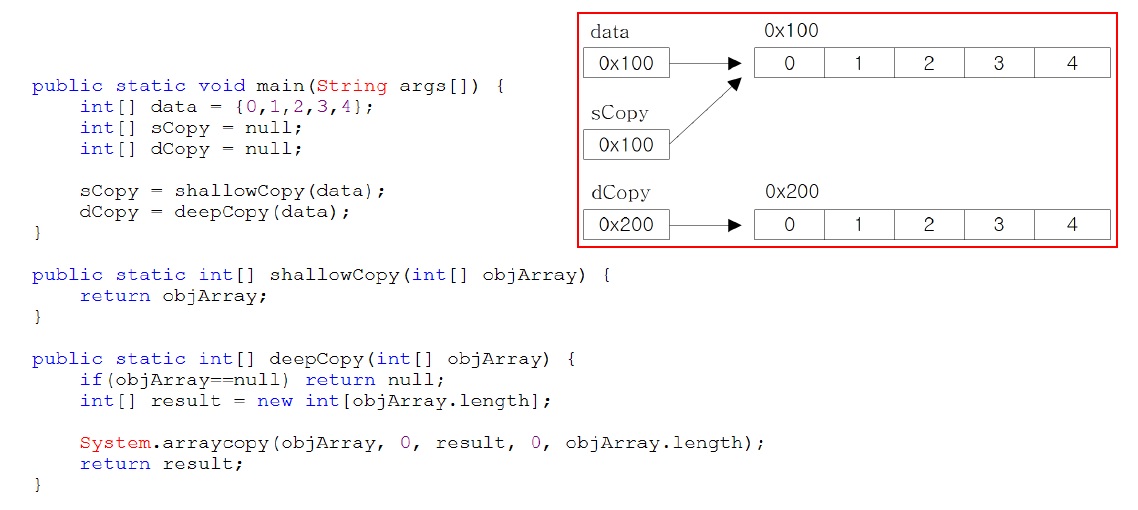 public static void main(String args[]) {
    int[] data = {0,1,2,3,4};
    int[] sCopy = null;
    int[] dCopy = null;

    sCopy = shallowCopy(data);
    dCopy = deepCopy(data);
}

public static int[] shallowCopy(int[] objArray) {
    return objArray;
}

public static int[] deepCopy(int[] objArray) {
    if(objArray==null) return null;
    int[] result = new int[objArray.length];

    System.arraycopy(objArray, 0, result, 0, objArray.length);
    return result;
}
data 0x100
0x100 0 1 2 3 4
sCopy
0x100
dCopy 0x200
0x200 0 1 2 3 4